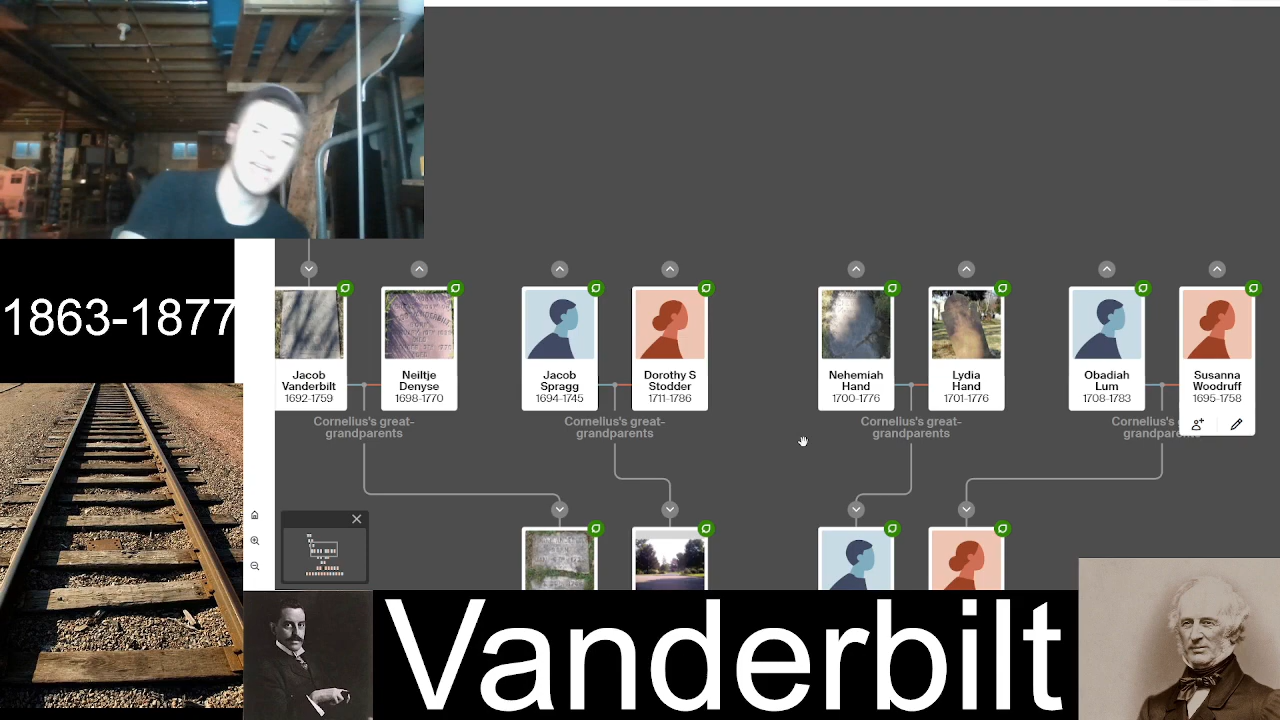 1863-1877
Jacob
Vanderbilt
1692-1759
Neiltje
Denyse
1698-1770
Jacob
Spragg
1694-1745
Dorothy S
Stodder
1711-1786
Nehemiah
Hand
1700-1776
Lydia
Hand
1701-1776
Obadiah
Lum
1708-1783
Susanna
Woodruff
1695-1758
Cornelius's great-
grandparents
Cornelius's great-
grandparents
Cornelius's great-
grandparents
Vanderbilt